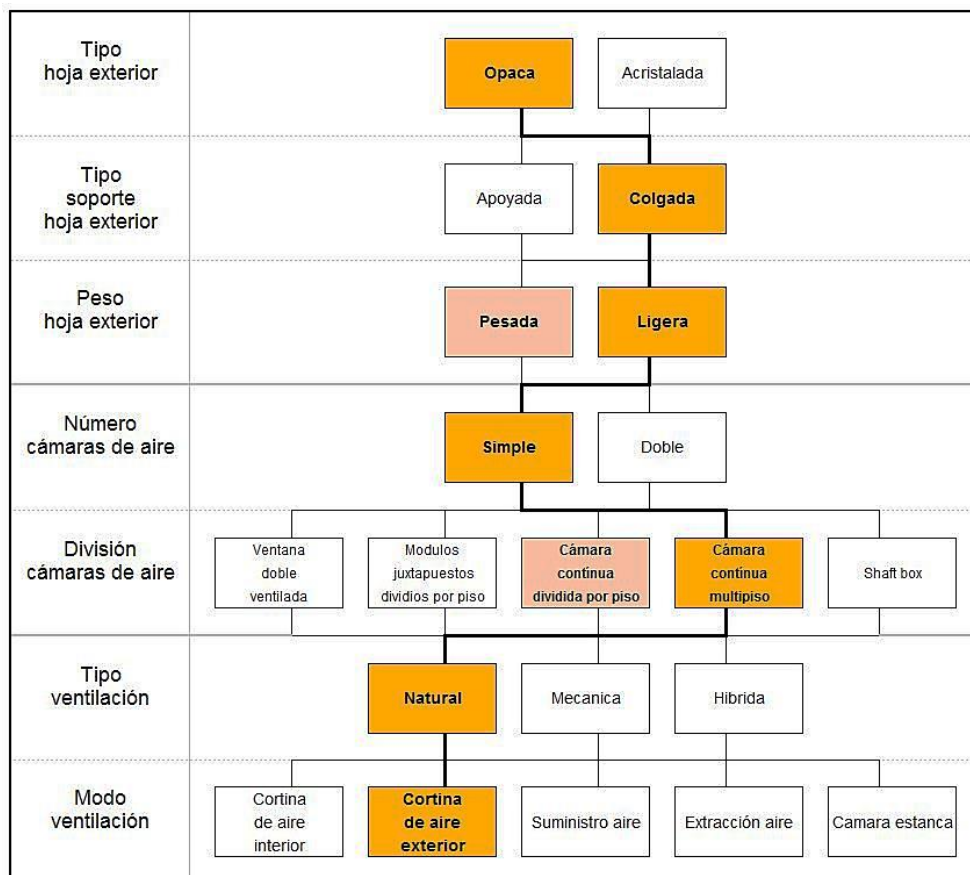 Tipo
hoja exterior
Opaca
Acristalada
Tipo
soporte
hoja exterior
Apoyada
Colgada
Peso
hoja exterior
Pesada
Ligera
Número
cámaras de aire
Simple
Doble
División
cámaras de aire
Ventana
doble
ventilada
Modulos
juxtapuestos
dividios por piso
Cámara
continua
dividida por piso
Cámara
continua
multipiso
Shaft box
Tipo
ventilación
Natural
Mecanica
Hibrida
Modo
ventilación
Cortina
de aire
interior
Cortina
de aire
exterior
Suministro aire
Extracción aire
Camara estanca